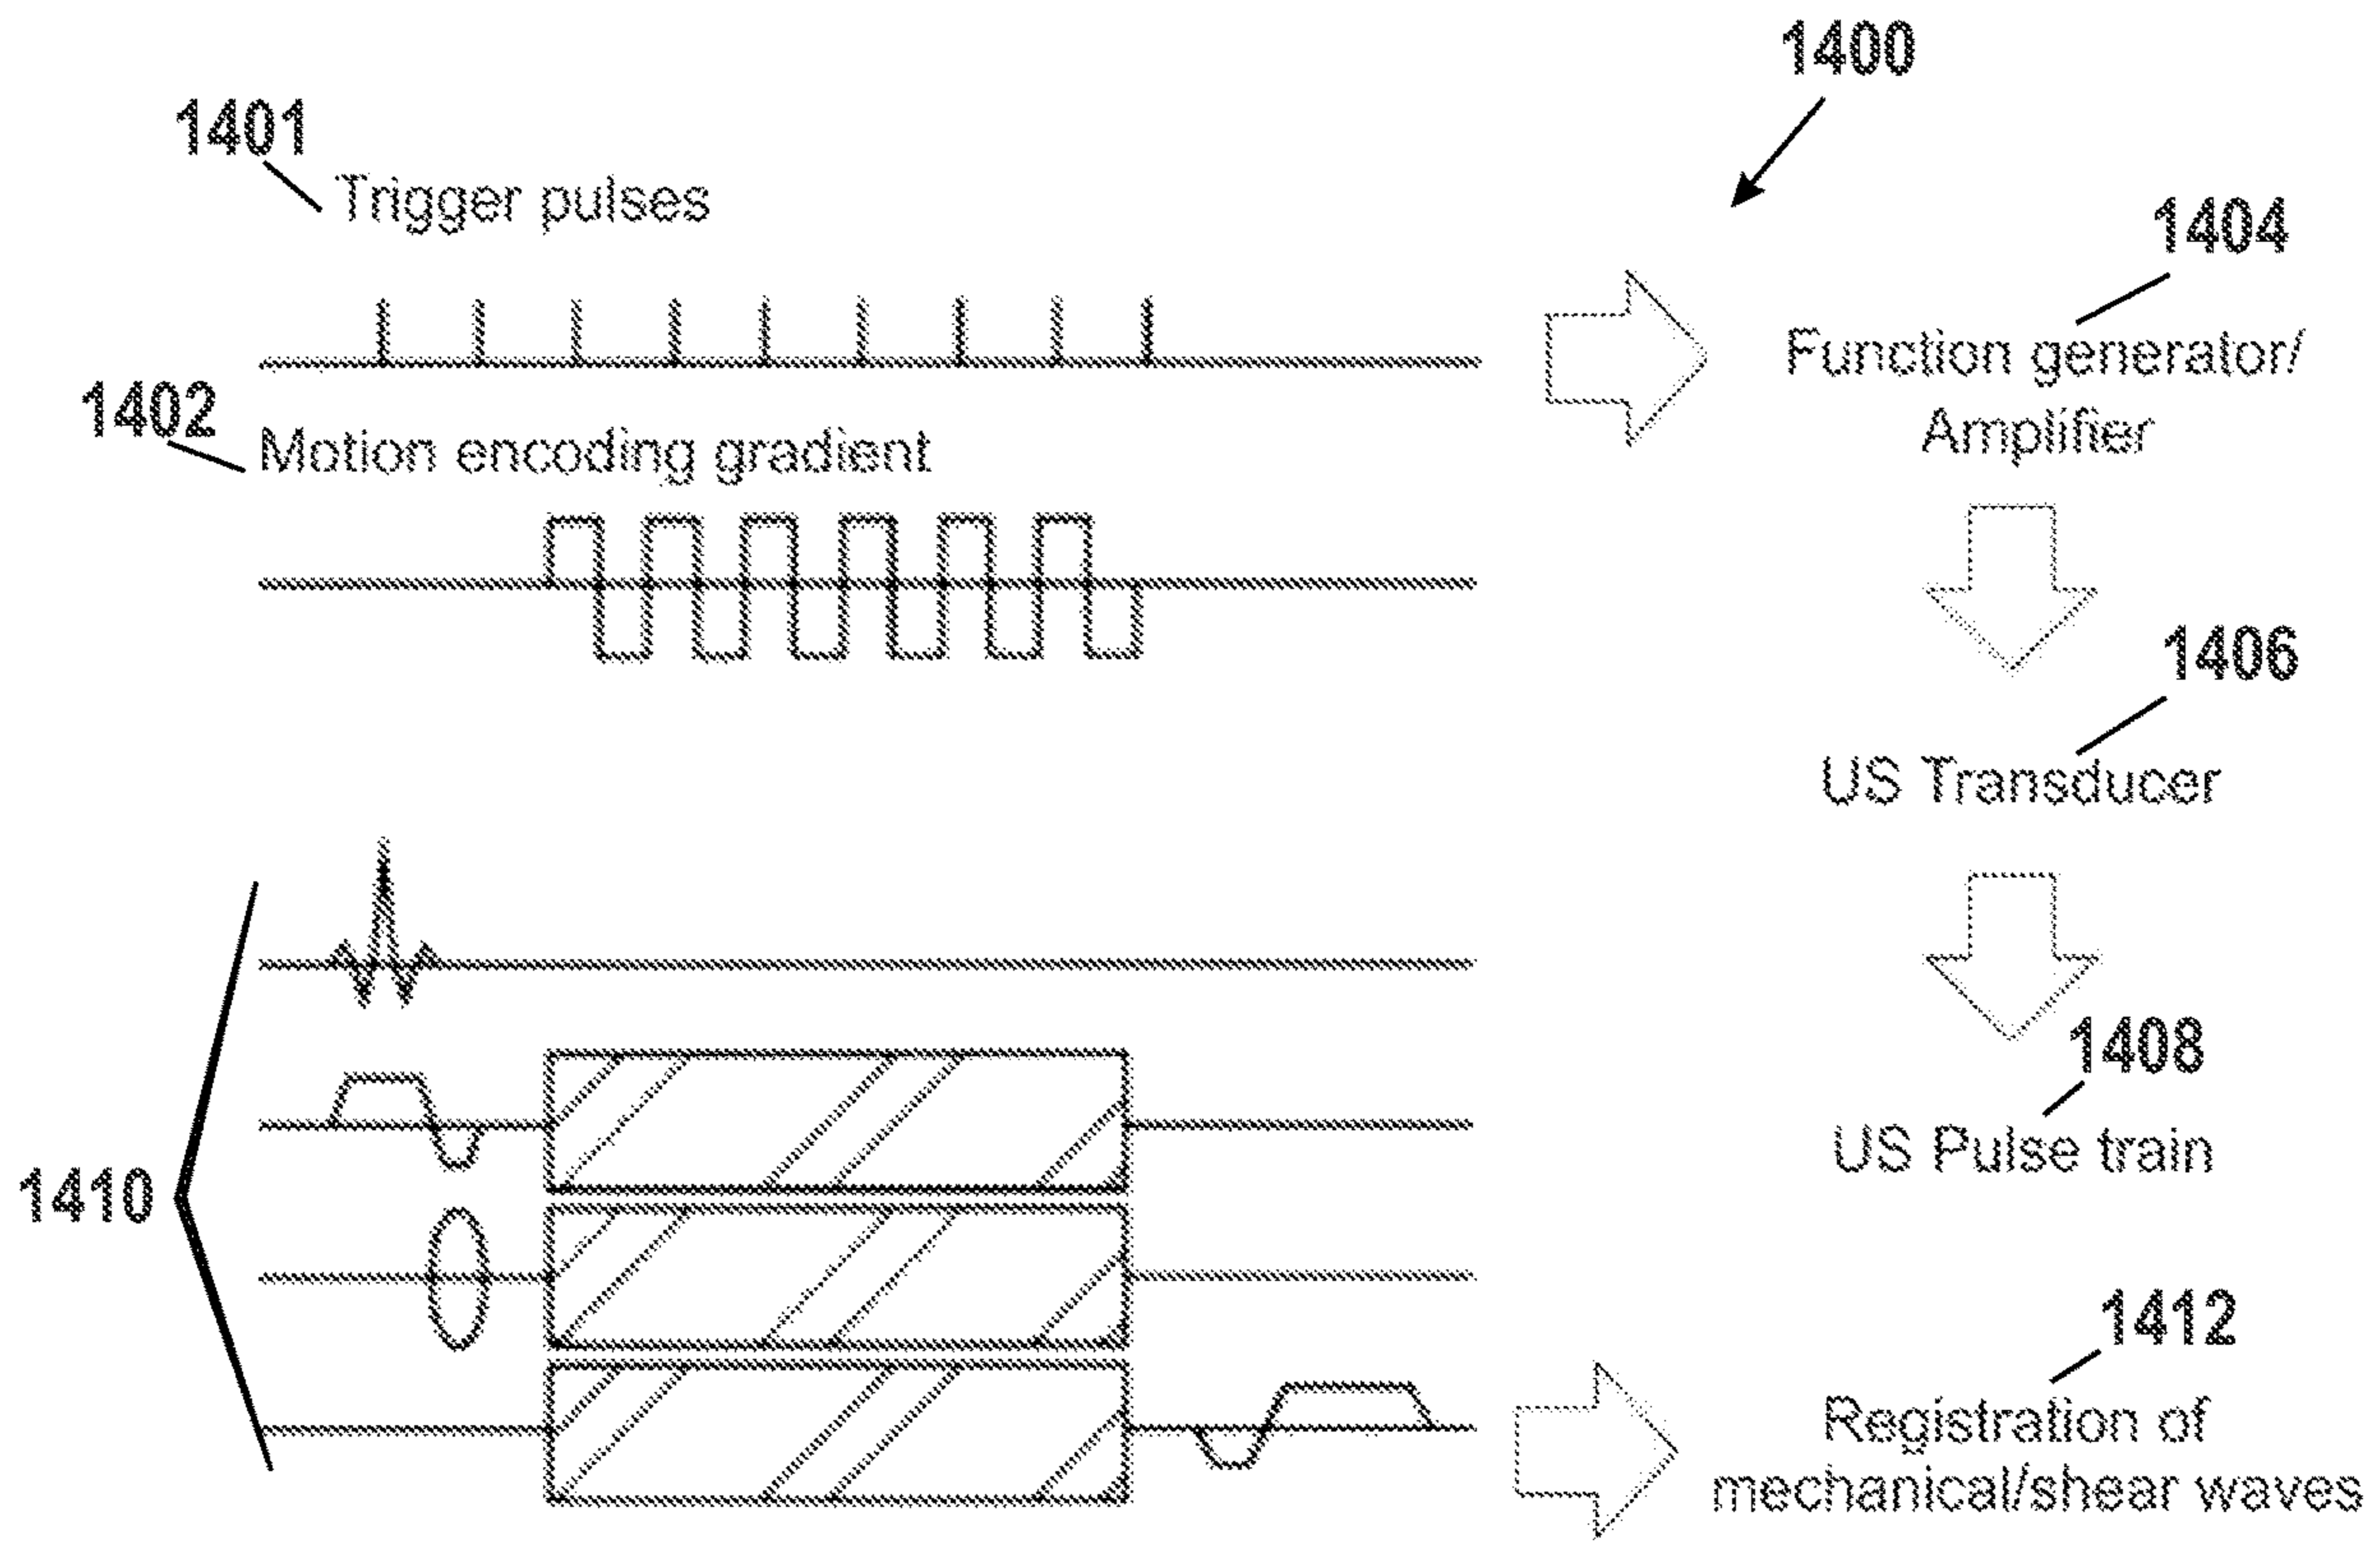 1400
1401
Trigger pulses
1404
Function generator/
Amplifier
1402
Motion encoding gradient
1406
US Transducer
1408
US Pulse train
1410
1412
Registration of
mechanical/shear waves